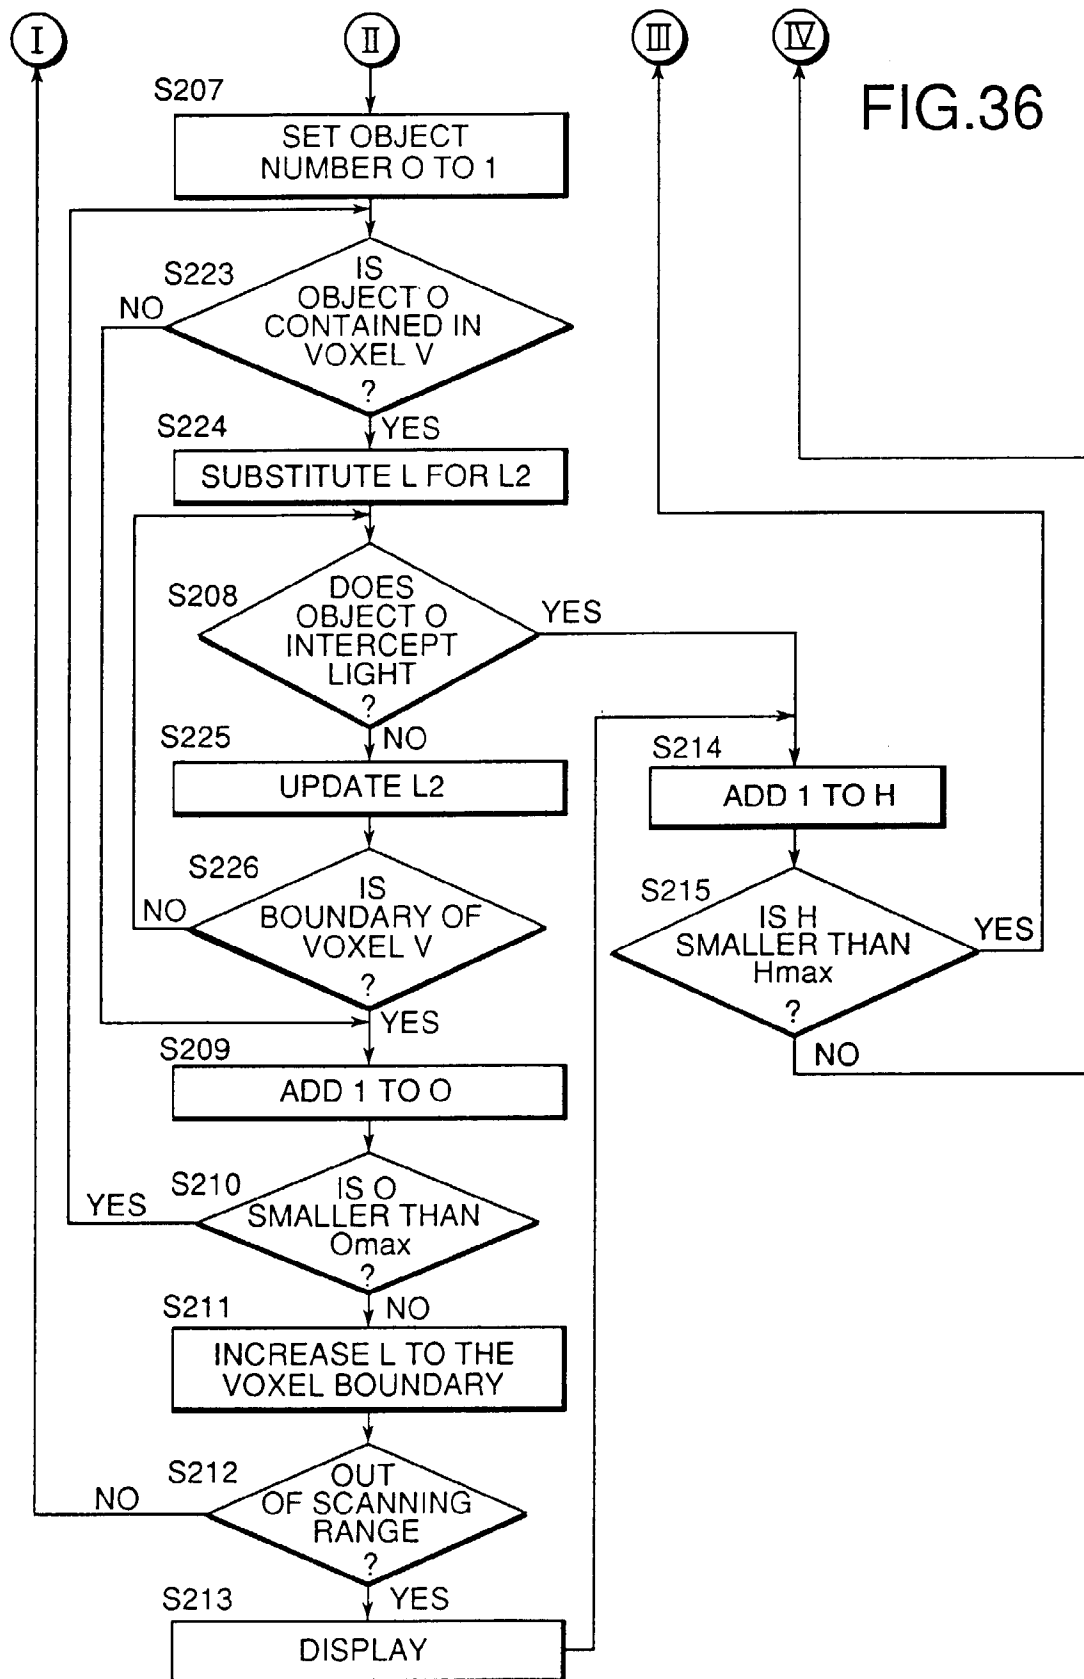 I
II
III
IV
FIG.36
S207
SET OBJECT
NUMBER O TO 1
S223
IS
OBJECT O
CONTAINED IN
VOXEL V
?
NO
YES
S224
SUBSTITUTE L FOR L2
S208
DOES
OBJECT O
INTERCEPT
LIGHT
?
YES
NO
S225
UPDATE L2
S226
IS
BOUNDARY OF
VOXEL V
?
NO
YES
S214
ADD 1 TO H
S215
IS H
SMALLER THAN
Hmax
?
YES
NO
S209
ADD 1 TO O
S210
IS O
SMALLER THAN
Omax
?
YES
NO
S211
INCREASE L TO THE
VOXEL BOUNDARY
S212
OUT
OF SCANNING
RANGE
?
NO
YES
S213
DISPLAY